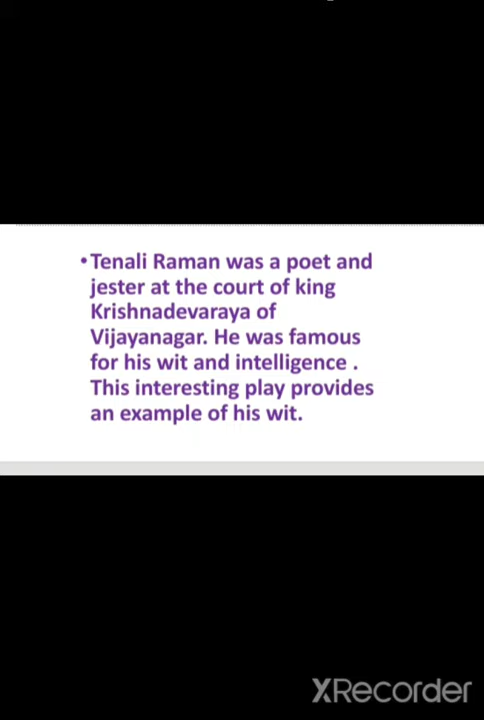 •Tenali Raman was a poet and
jester at the court of king
Krishnadevaraya of
Vijayanagar. He was famous
for his wit and intelligence .
This interesting play provides
an example of his wit.
XRecorder